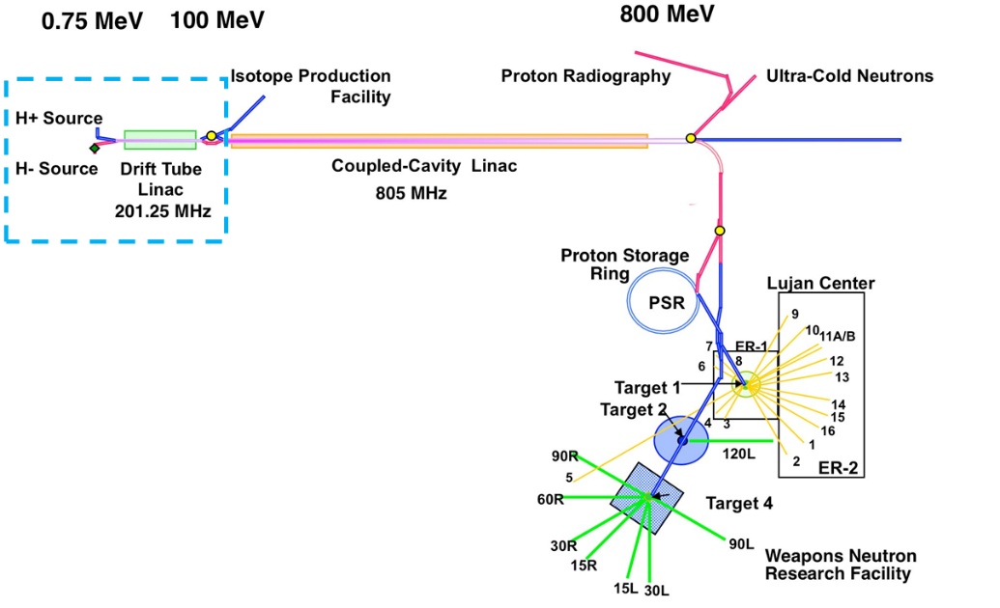 0.75 MeV
100 MeV
800 MeV
Isotope Production
Facility
Proton Radiography
Ultra-Cold Neutrons
H+ Source
H- Source
Drift Tube
Linac
201.25 MHz
Coupled-Cavity Linac
805 MHz
Proton Storage
Ring
PSR
Lujan Center
9
10
11A/B
7
ER-1
8
6
12
13
Target 1
14
15
Target 2
4
3
16
1
2
120L
ER-2
90R
5
60R
Target 4
30R
15R
90L
15L
30L
Weapons Neutron
Research Facility